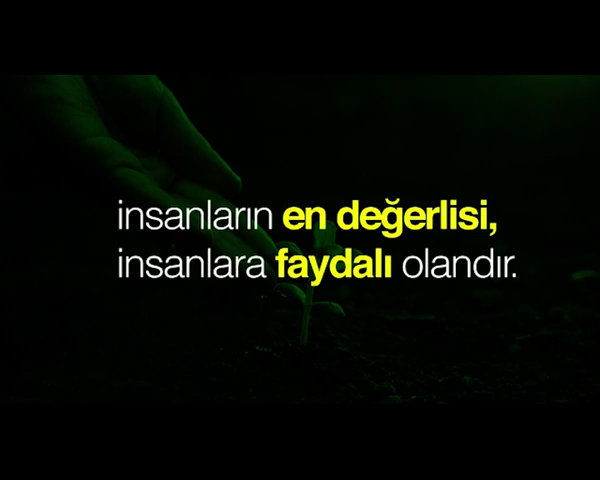 insanların en değerlisi,
insanlara faydalı olandır.